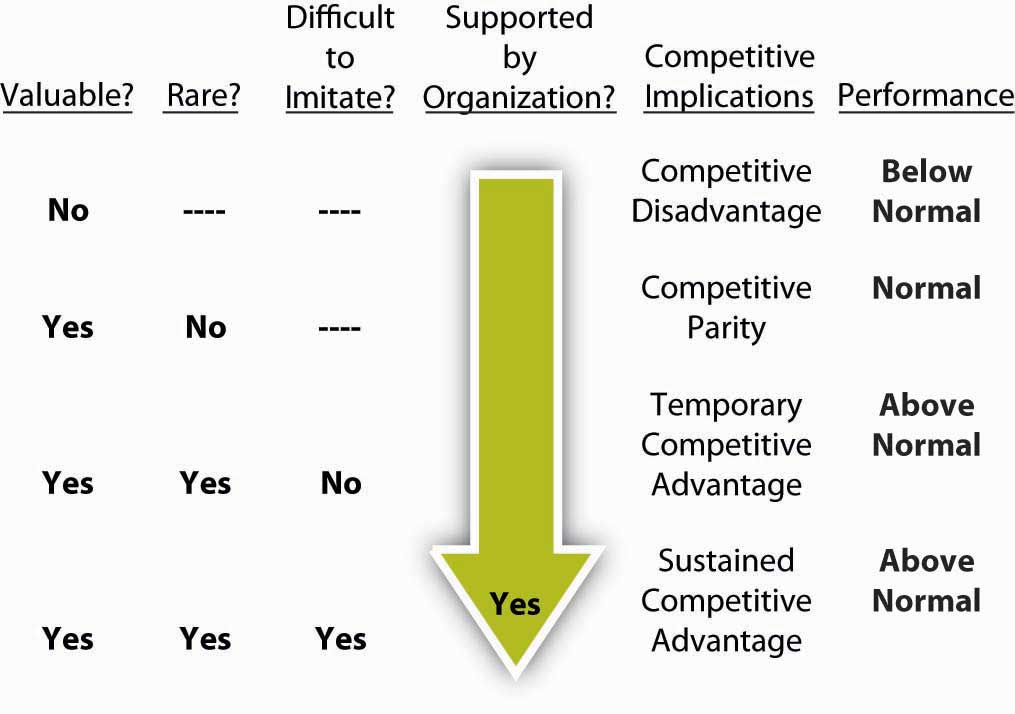 Valuable?
Rare?
Difficult
to
Imitate?
Supported
by
Organization?
Competitive
Implications
Performance
No
----
----
Competitive
Disadvantage
Below
Normal
Yes
No
----
Competitive
Parity
Normal
Yes
Yes
No
Temporary
Competitive
Advantage
Above
Normal
Yes
Yes
Yes
Yes
Sustained
Competitive
Advantage
Above
Normal